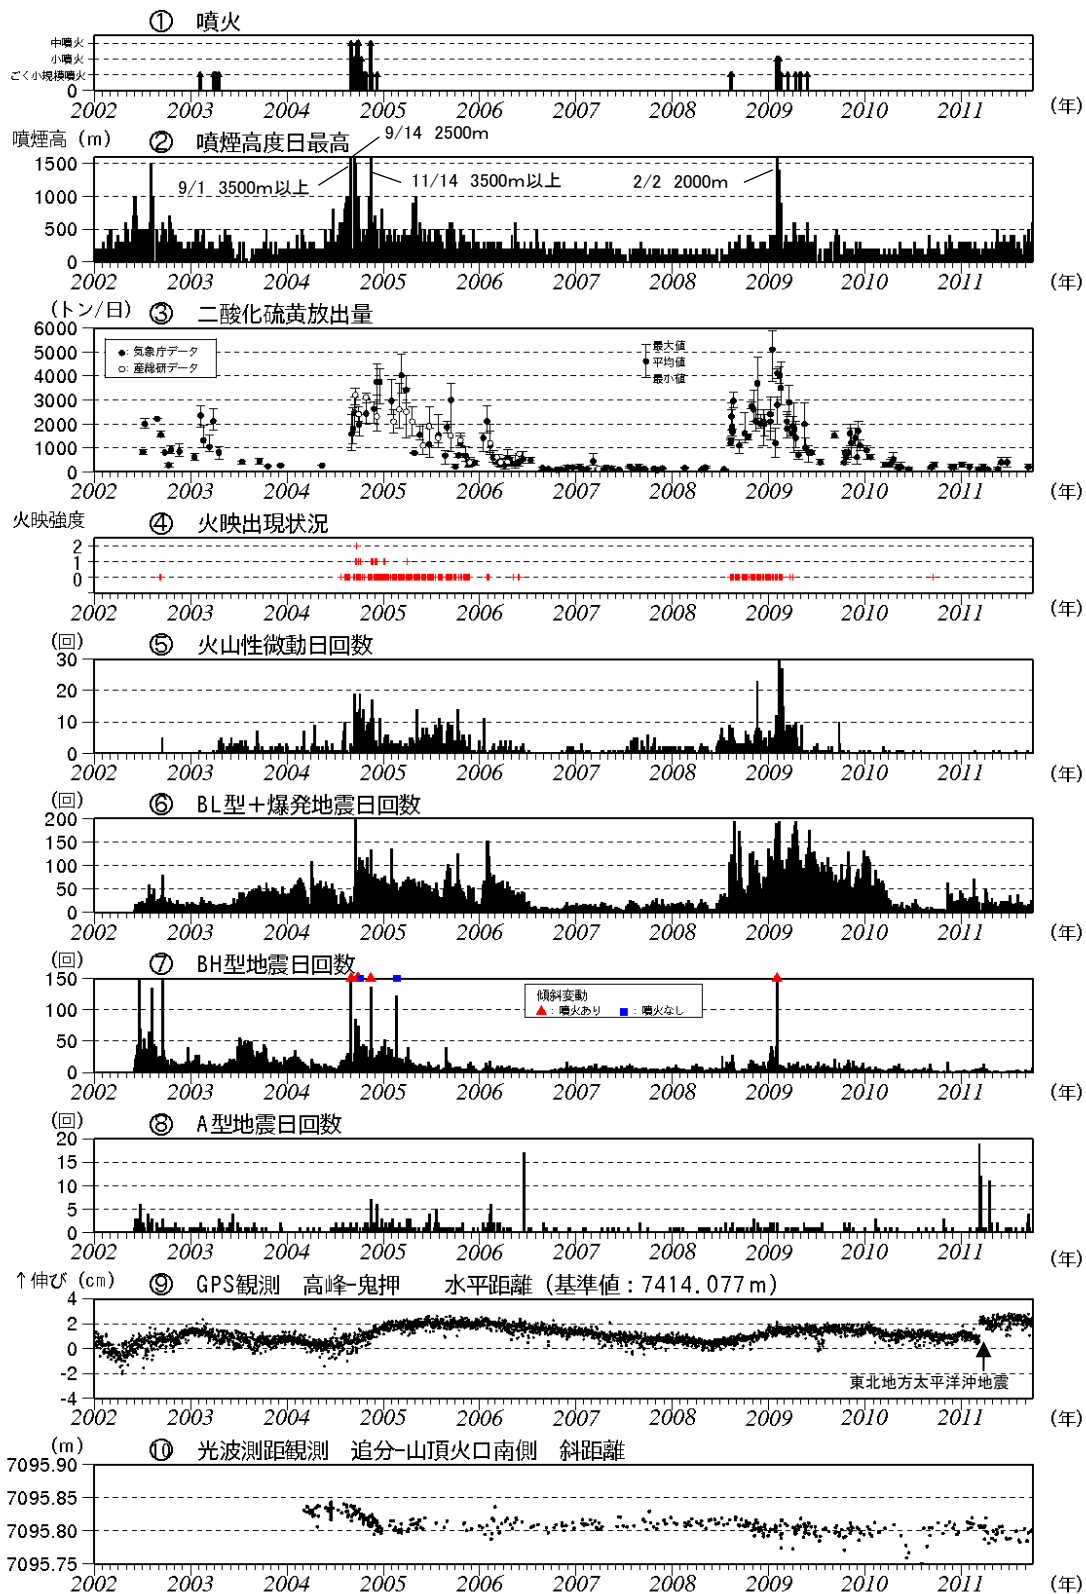 ① 噴火
中噴火
小噴火
ごく小規模噴火
0
2002 2003 2004 2005 2006 2007 2008 2009 2010 2011 (年)
噴煙高 (m) ② 噴煙高度日最高
9/14 2500m
9/1 3500m以上
11/14 3500m以上
2/2 2000m
1500
1000
500
0
2002 2003 2004 2005 2006 2007 2008 2009 2010 2011 (年)
(トン/日) ③ 二酸化硫黄放出量
6000
5000
4000
3000
2000
1000
0
●: 気象庁データ
○: 産総研データ
最大値
平均値
最小値
2002 2003 2004 2005 2006 2007 2008 2009 2010 2011 (年)
火映強度 ④ 火映出現状況
2
1
0
2002 2003 2004 2005 2006 2007 2008 2009 2010 2011 (年)
(回) ⑤ 火山性微動日回数
30
20
10
0
2002 2003 2004 2005 2006 2007 2008 2009 2010 2011 (年)
(回) ⑥ BL型+爆発地震日回数
200
150
100
50
0
2002 2003 2004 2005 2006 2007 2008 2009 2010 2011 (年)
(回) ⑦ BH型地震日回数
150
100
50
0
傾斜変動
▲: 噴火あり ■: 噴火なし
2002 2003 2004 2005 2006 2007 2008 2009 2010 2011 (年)
(回) ⑧ A型地震日回数
20
15
10
5
0
2002 2003 2004 2005 2006 2007 2008 2009 2010 2011 (年)
↑伸び (cm) ⑨ GPS観測 高峰-鬼押 水平距離 (基準値:7414.077m)
4
2
0
-2
-4
東北地方太平洋沖地震
2002 2003 2004 2005 2006 2007 2008 2009 2010 2011 (年)
(m) ⑩ 光波測距観測 追分-山頂火口南側 斜距離
7095.90
7095.85
7095.80
7095.75
2002 2003 2004 2005 2006 2007 2008 2009 2010 2011 (年)